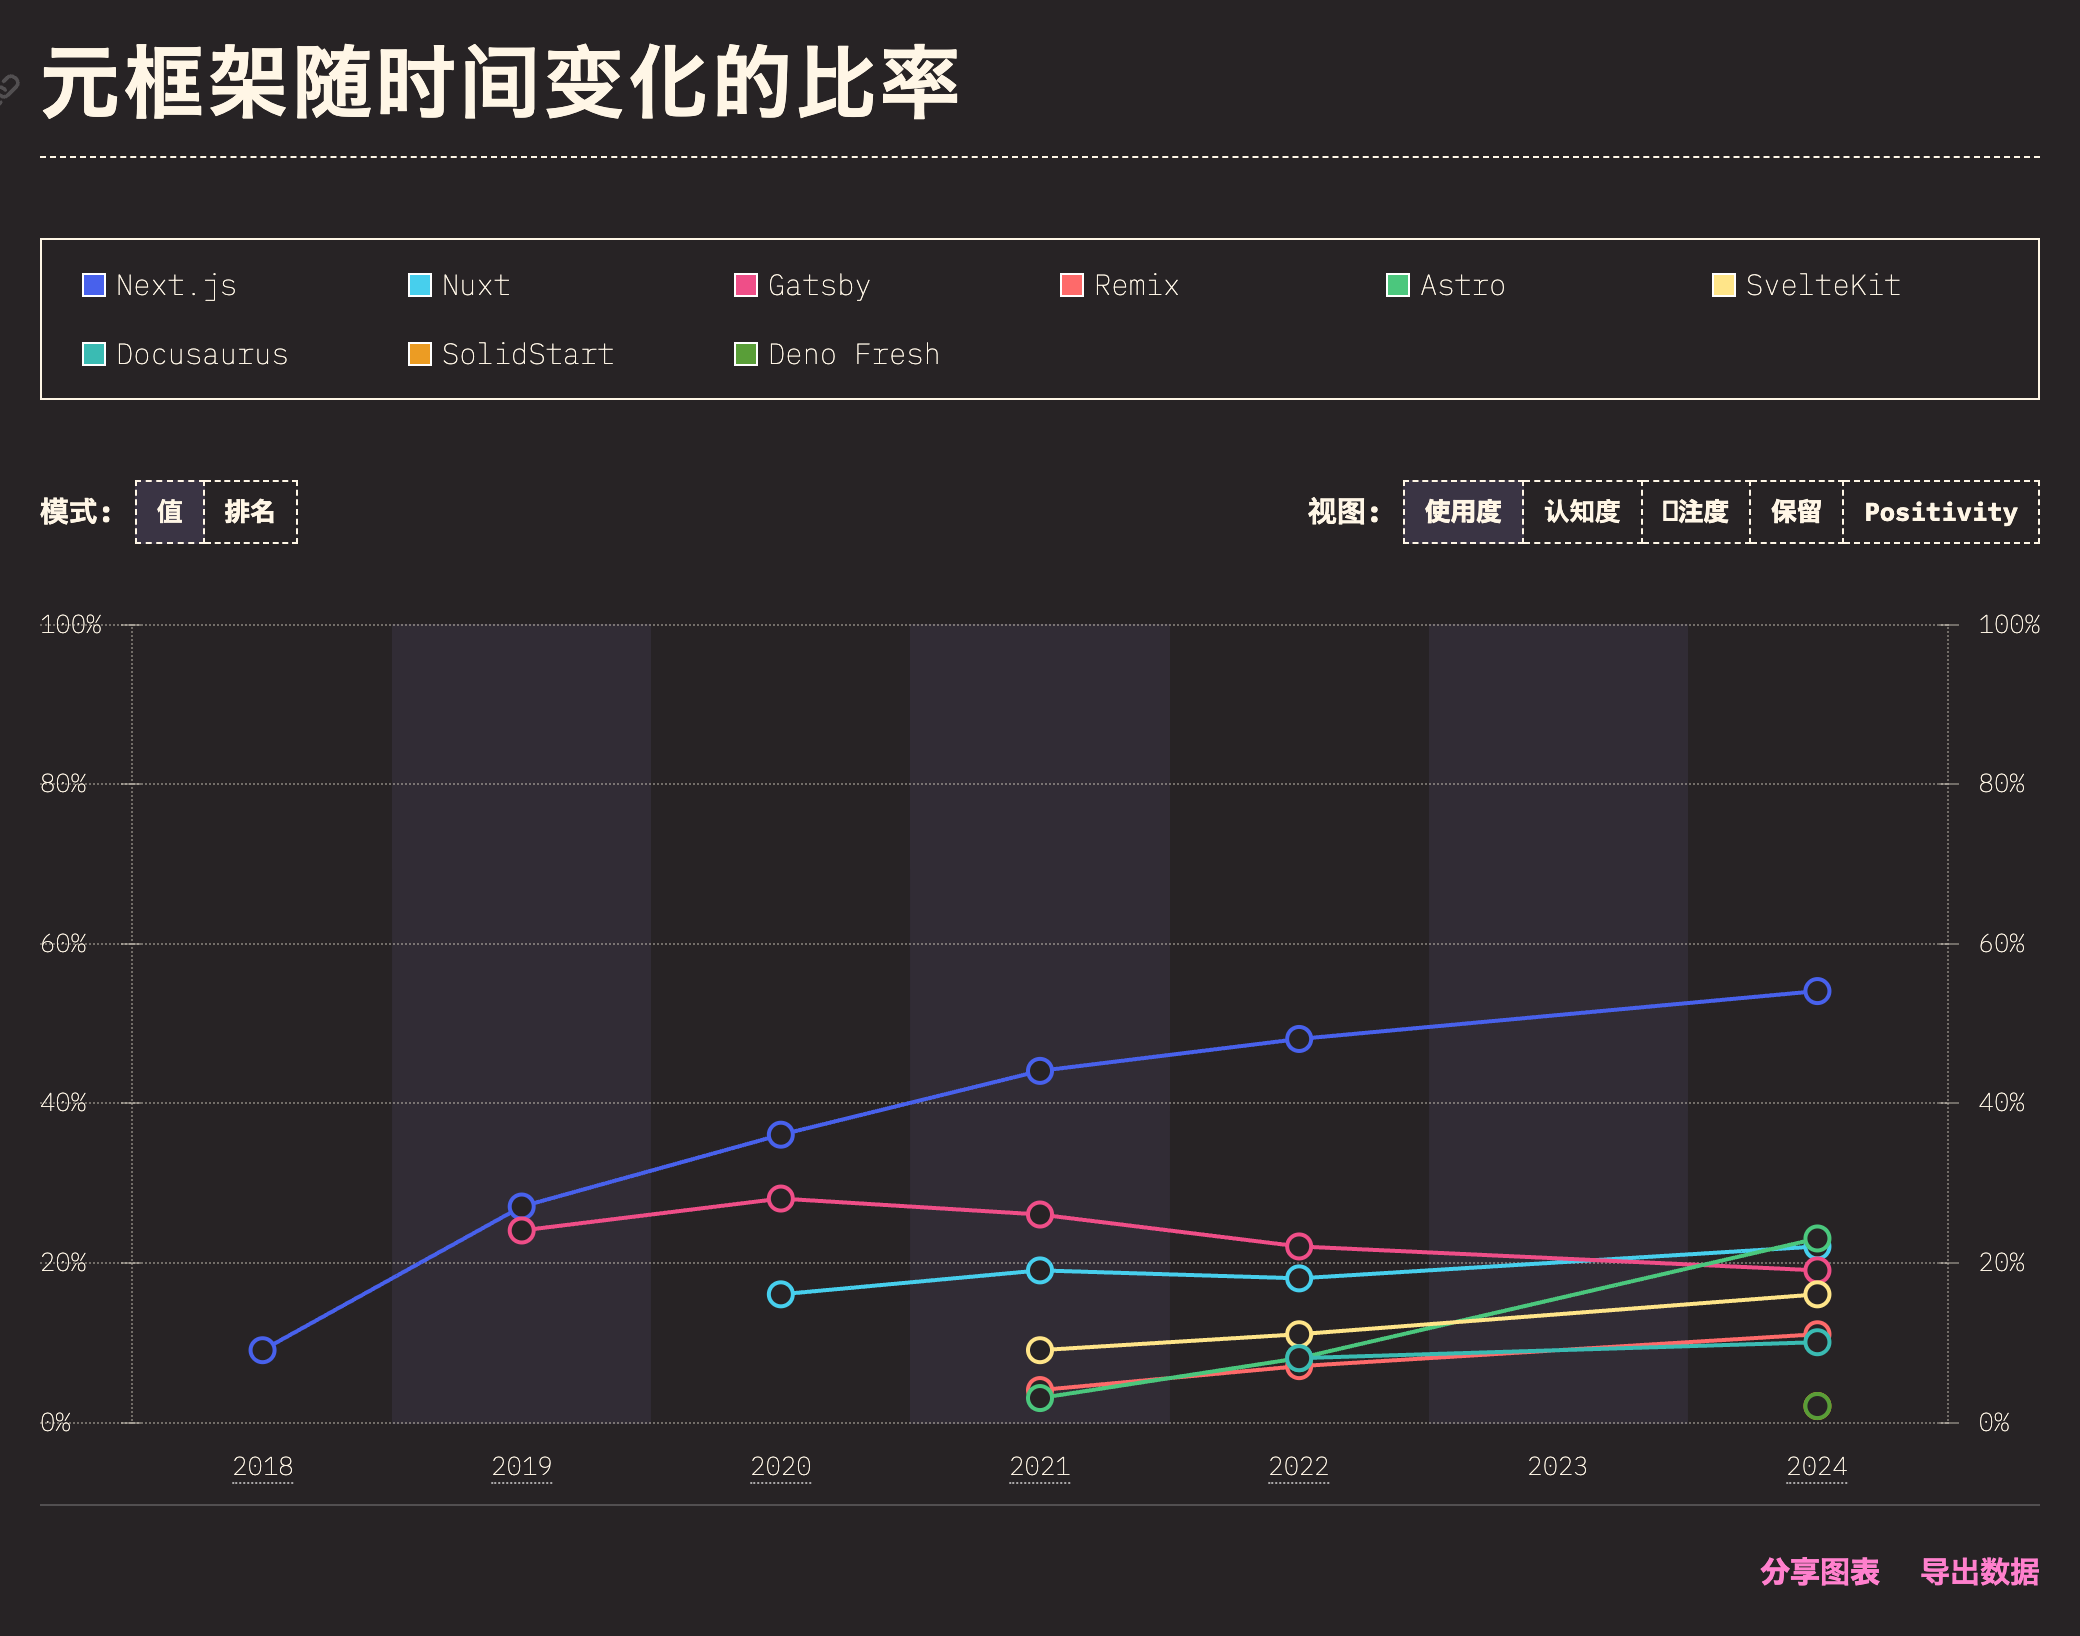 元框架随时间变化的比率
Next.js Nuxt Gatsby Remix Astro SvelteKit
Docusaurus SolidStart Deno Fresh
模式: 值 排名 视图: 使用度 认知度 注度 保留 Positivity
100% 100%
80% 80%
60% 60%
40% 40%
20% 20%
0% 0%
2018 2019 2020 2021 2022 2023 2024
分享图表 导出数据